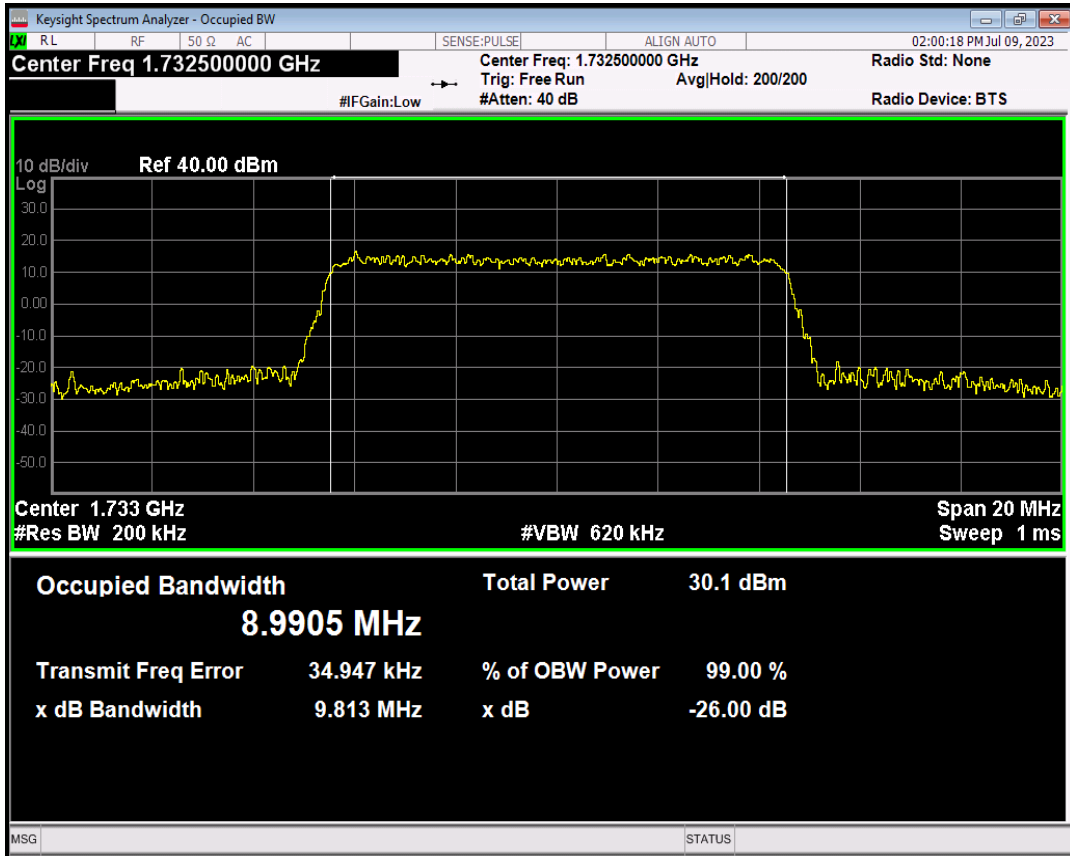 Keysight Spectrum Analyzer - Occupied BW
LXI RL RF 50 Ω AC SENSE:PULSE ALIGN AUTO 02:00:18 PM Jul 09, 2023
Center Freq 1.732500000 GHz Center Freq: 1.732500000 GHz Radio Std: None
Trig: Free Run Avg|Hold: 200/200
#IFGain:Low #Atten: 40 dB Radio Device: BTS
10 dB/div Ref 40.00 dBm
Log
30.0
20.0
10.0
0.00
-10.0
-20.0
-30.0
-40.0
-50.0
Center 1.733 GHz Span 20 MHz
#Res BW 200 kHz #VBW 620 kHz Sweep 1 ms
Occupied Bandwidth Total Power 30.1 dBm
8.9905 MHz
Transmit Freq Error 34.947 kHz % of OBW Power 99.00 %
x dB Bandwidth 9.813 MHz x dB -26.00 dB
MSG STATUS